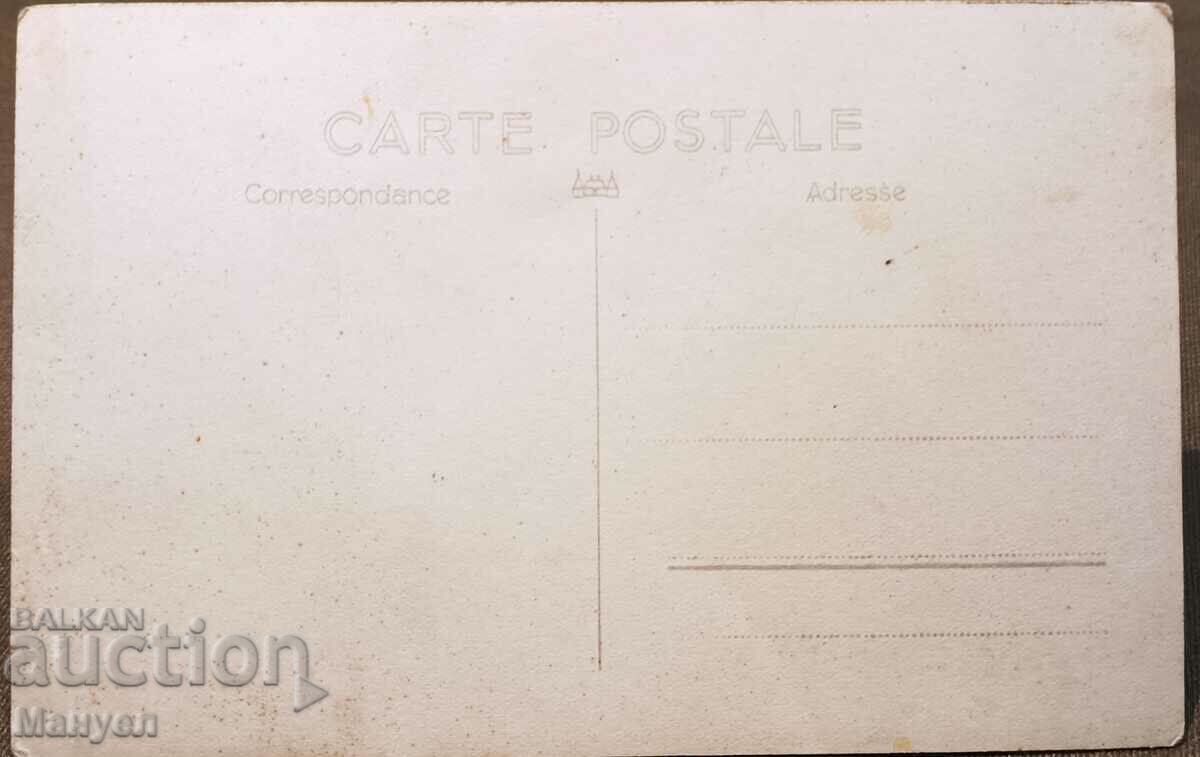 CARTE POSTALE
Correspondance
Adresse
BALKAN
auction
Мануел